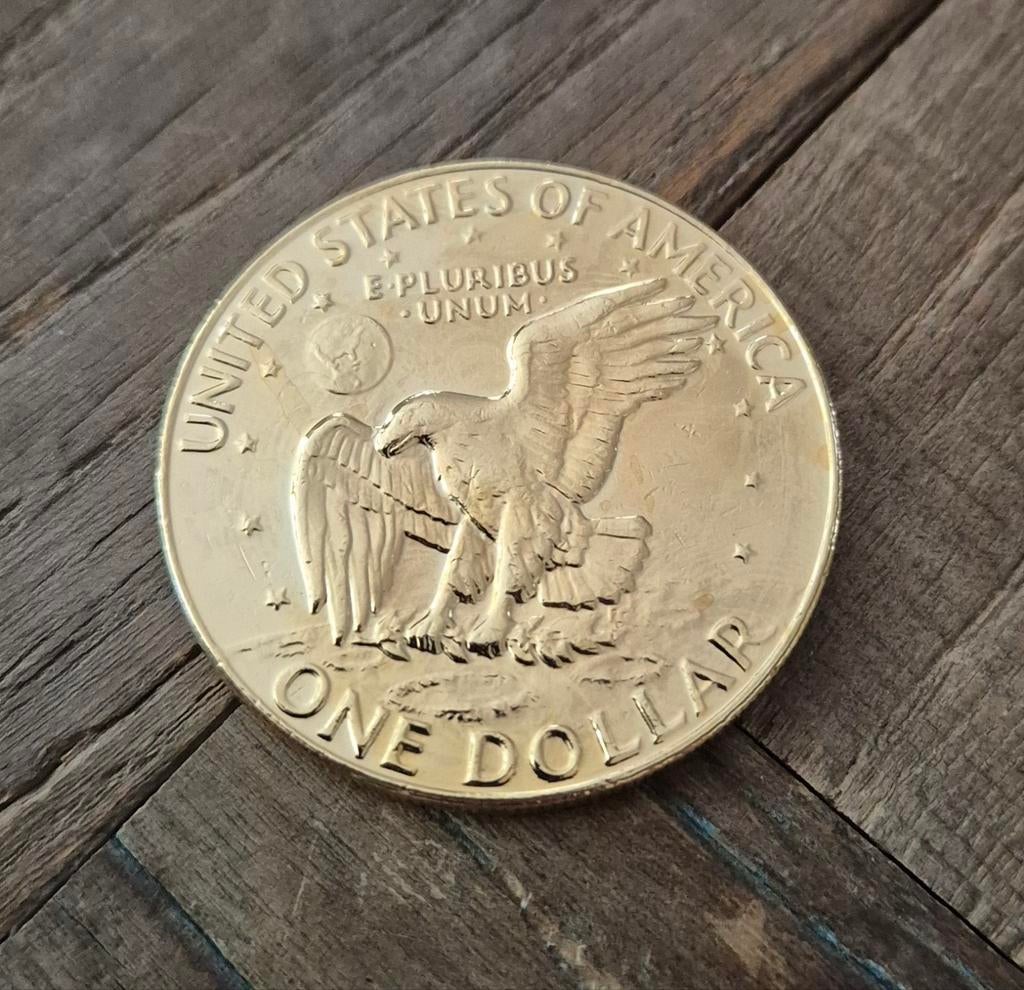 UNITED STATES OF AMERICA
E·PLURIBUS
·UNUM·
ONE DOLLAR